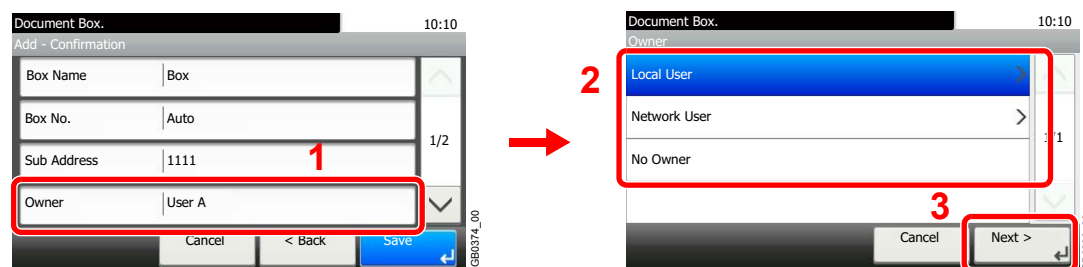 Document Box.
10:10
Add - Confirmation
Box Name Box
Box No. Auto
1/2
Sub Address 1111
1
Owner User A
Cancel < Back Save
GB0374_00
Document Box.
10:10
Owner
2
Local User
Network User
1/1
No Owner
3
Cancel Next >